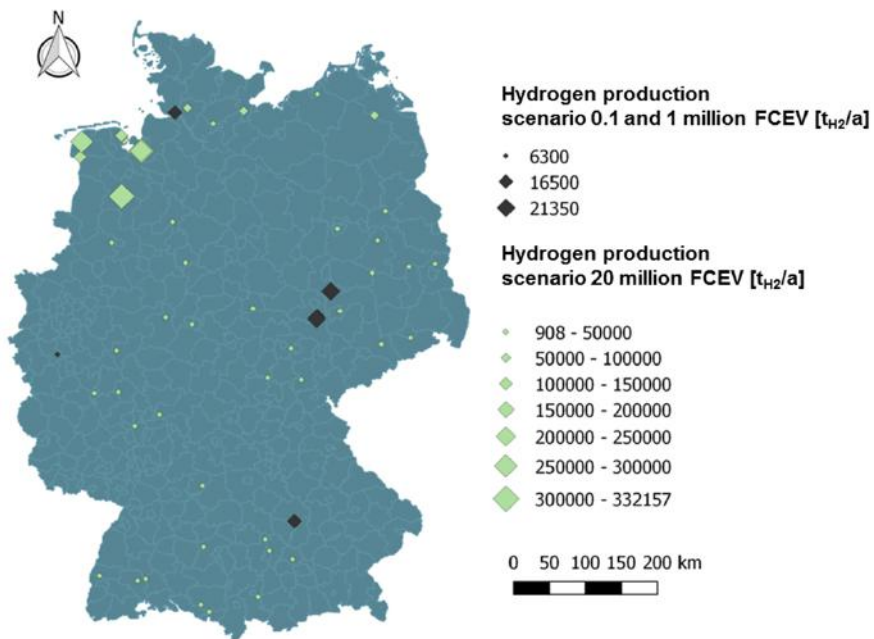 N
Hydrogen production
scenario 0.1 and 1 million FCEV [tH2/a]
6300
16500
21350
Hydrogen production
scenario 20 million FCEV [tH2/a]
908 - 50000
50000 - 100000
100000 - 150000
150000 - 200000
200000 - 250000
250000 - 300000
300000 - 332157
0 50 100 150 200 km